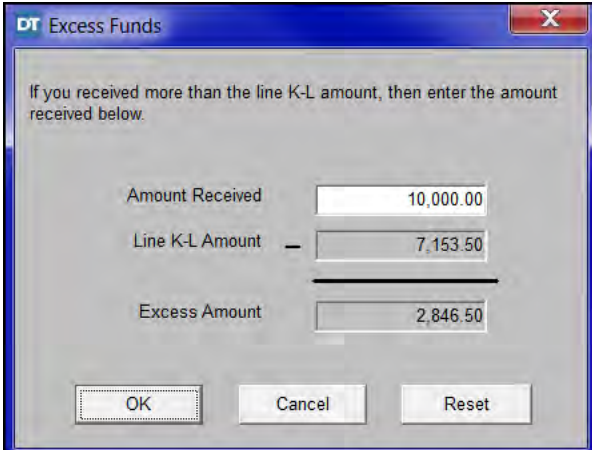 DT Excess Funds
X
If you received more than the line K-L amount, then enter the amount
received below.
Amount Received 10,000.00
Line K-L Amount – 7,153.50
Excess Amount 2,846.50
OK Cancel Reset